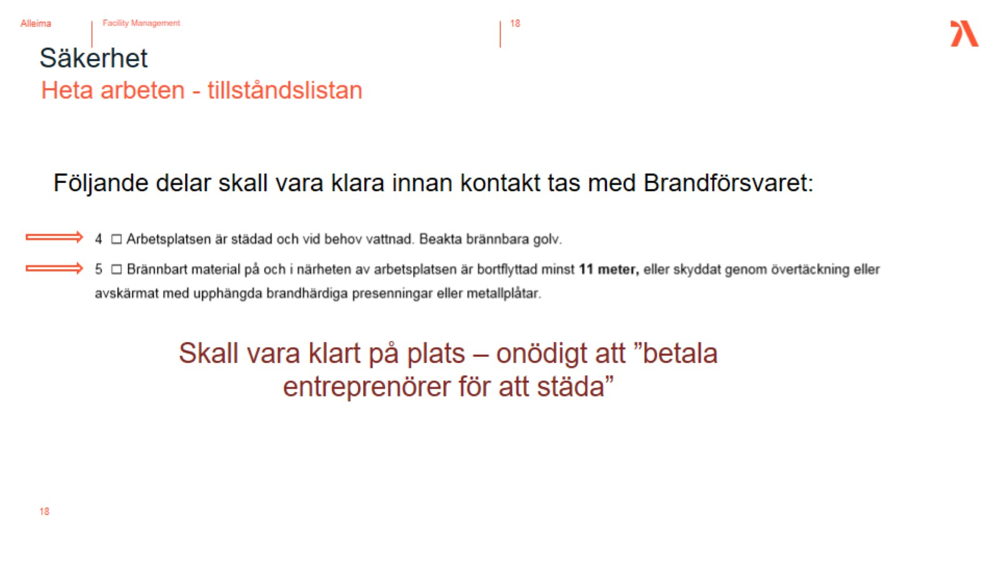 Alleima
Facility Management
18
Säkerhet
Heta arbeten - tillståndslistan
Följande delar skall vara klara innan kontakt tas med Brandförsvaret:
4 ☐ Arbetsplatsen är städad och vid behov vattnad. Beakta brännbara golv.
5 ☐ Brännbart material på och i närheten av arbetsplatsen är bortflyttad minst 11 meter, eller skyddat genom övertäckning eller
avskärmat med upphängda brandhärdiga presenningar eller metallplåtar.
Skall vara klart på plats – onödigt att ”betala
entreprenörer för att städa”
18